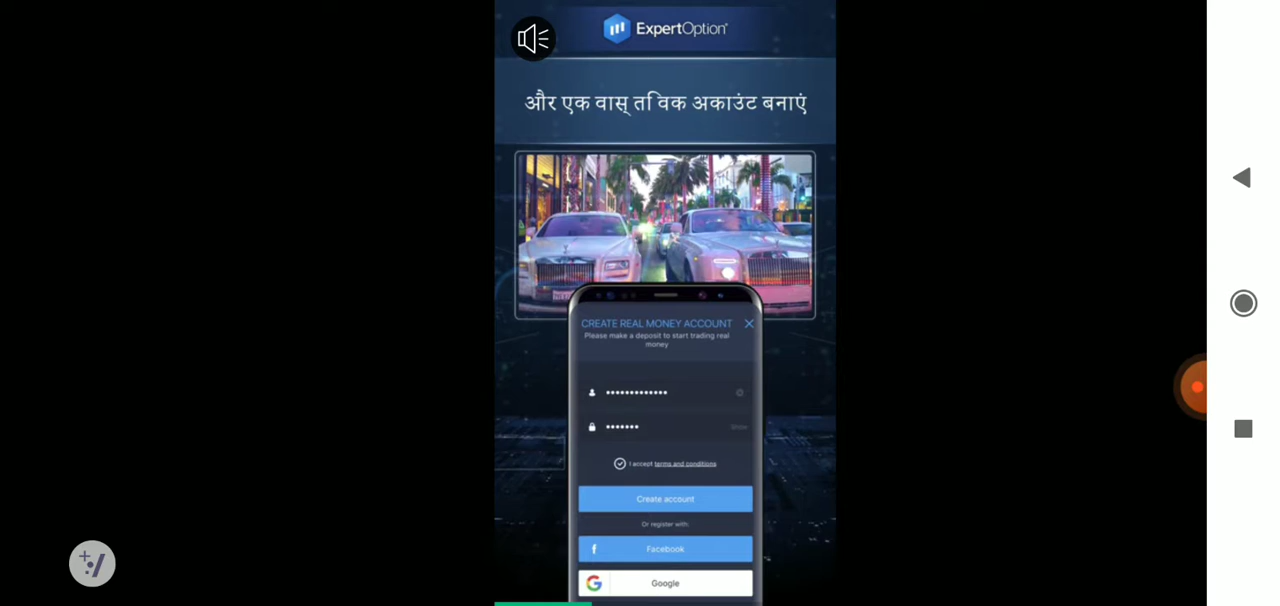 ExpertOption
और एक वास् तविक अकाउंट बनाएं
CREATE REAL MONEY ACCOUNT
Please make a deposit to start trading real
money
Show
I accept terms and conditions
Create account
Or register with:
Facebook
Google